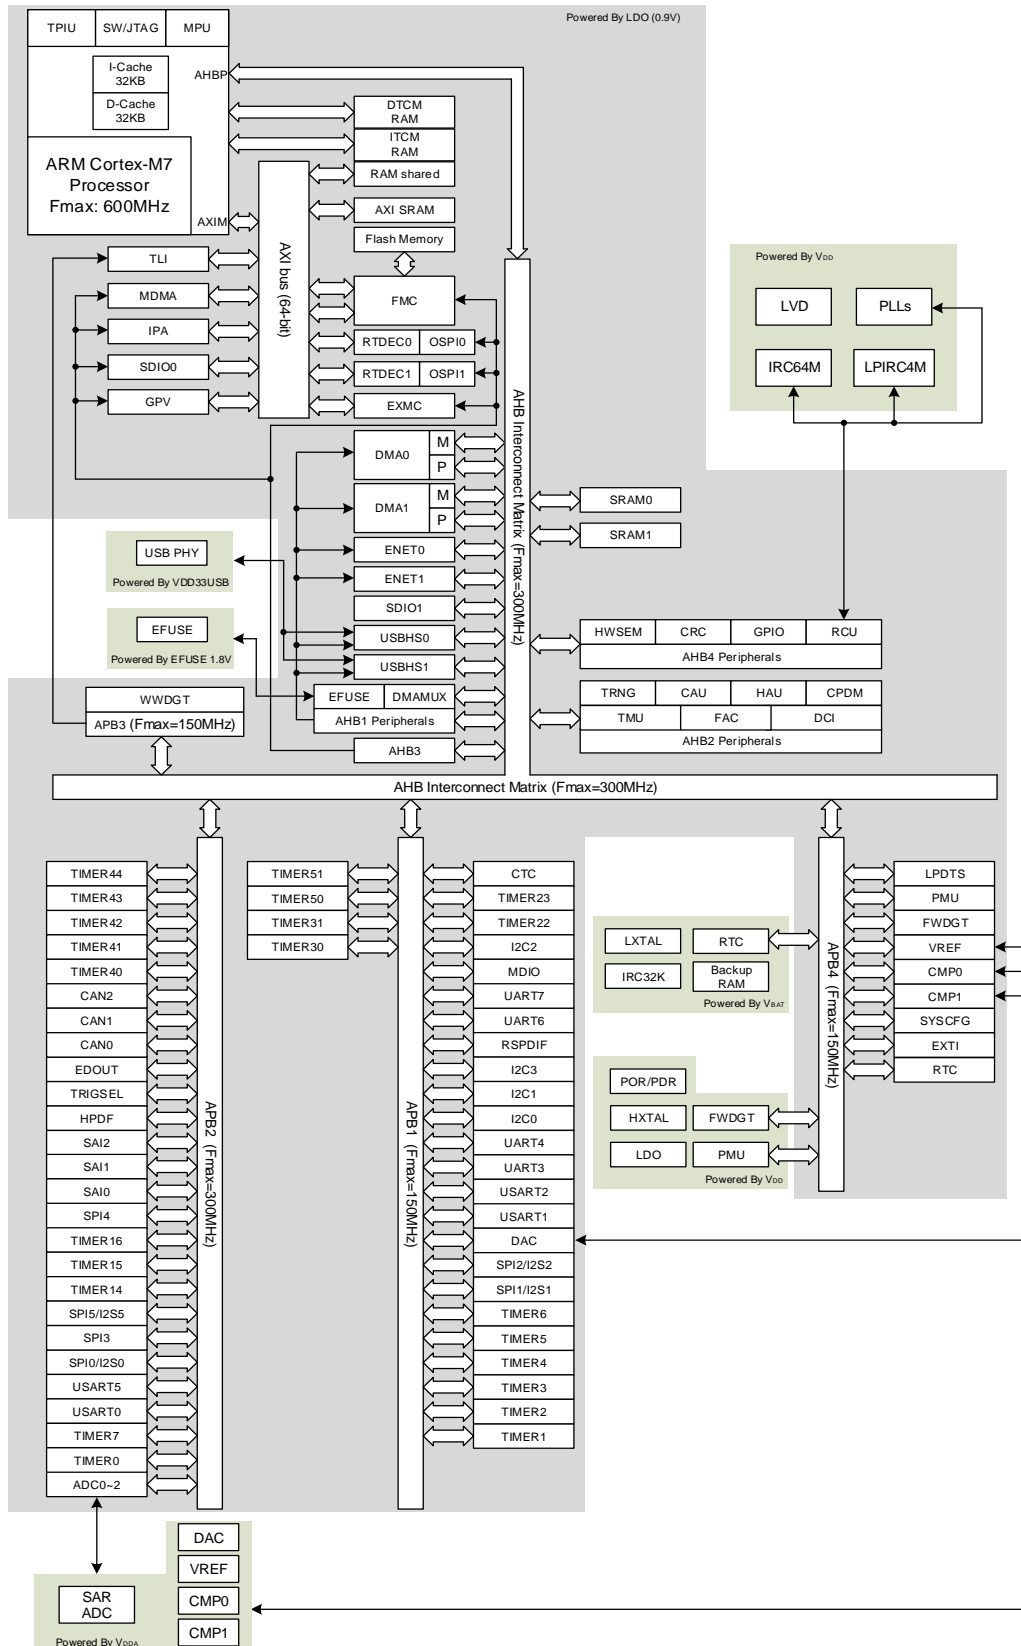 Powered By LDO (0.9V)
TPIU
SW/JTAG
MPU
I-Cache
32KB
D-Cache
32KB
AHBP
ARM Cortex-M7
Processor
Fmax: 600MHz
AXIM
DTCM
RAM
ITCM
RAM
RAM shared
AXI SRAM
Flash Memory
FMC
RTDEC0
OSPI0
RTDEC1
OSPI1
EXMC
AXI bus (64-bit)
TLI
MDMA
IPA
SDIO0
GPV
Powered By VDD
LVD
PLLs
IRC64M
LPIRC4M
AHB Interconnect Matrix (Fmax=300MHz)
DMA0
M
P
DMA1
M
P
ENET0
ENET1
SDIO1
USBHS0
USBHS1
EFUSE
DMAMUX
AHB1 Peripherals
AHB3
SRAM0
SRAM1
USB PHY
Powered By VDD33USB
EFUSE
Powered By EFUSE 1.8V
HWSEM
CRC
GPIO
RCU
AHB4 Peripherals
TRNG
CAU
HAU
CPDM
TMU
FAC
DCI
AHB2 Peripherals
WWDGT
APB3 (Fmax=150MHz)
AHB Interconnect Matrix (Fmax=300MHz)
TIMER44
TIMER43
TIMER42
TIMER41
TIMER40
CAN2
CAN1
CAN0
EDOUT
TRIGSEL
HPDF
SAI2
SAI1
SAI0
SPI4
TIMER16
TIMER15
TIMER14
SPI5/I2S5
SPI3
SPI0/I2S0
USART5
USART0
TIMER7
TIMER0
ADC0~2
APB2 (Fmax=300MHz)
TIMER51
TIMER50
TIMER31
TIMER30
APB1 (Fmax=150MHz)
CTC
TIMER23
TIMER22
I2C2
MDIO
UART7
UART6
RSPDIF
I2C3
I2C1
I2C0
UART4
UART3
USART2
USART1
DAC
SPI2/I2S2
SPI1/I2S1
TIMER6
TIMER5
TIMER4
TIMER3
TIMER2
TIMER1
LXTAL
RTC
IRC32K
Backup
RAM
Powered By VBAT
POR/PDR
HXTAL
FWDGT
LDO
PMU
Powered By VDD
APB4 (Fmax=150MHz)
LPDTS
PMU
FWDGT
VREF
CMP0
CMP1
SYSCFG
EXTI
RTC
SAR
ADC
Powered By VDDA
DAC
VREF
CMP0
CMP1